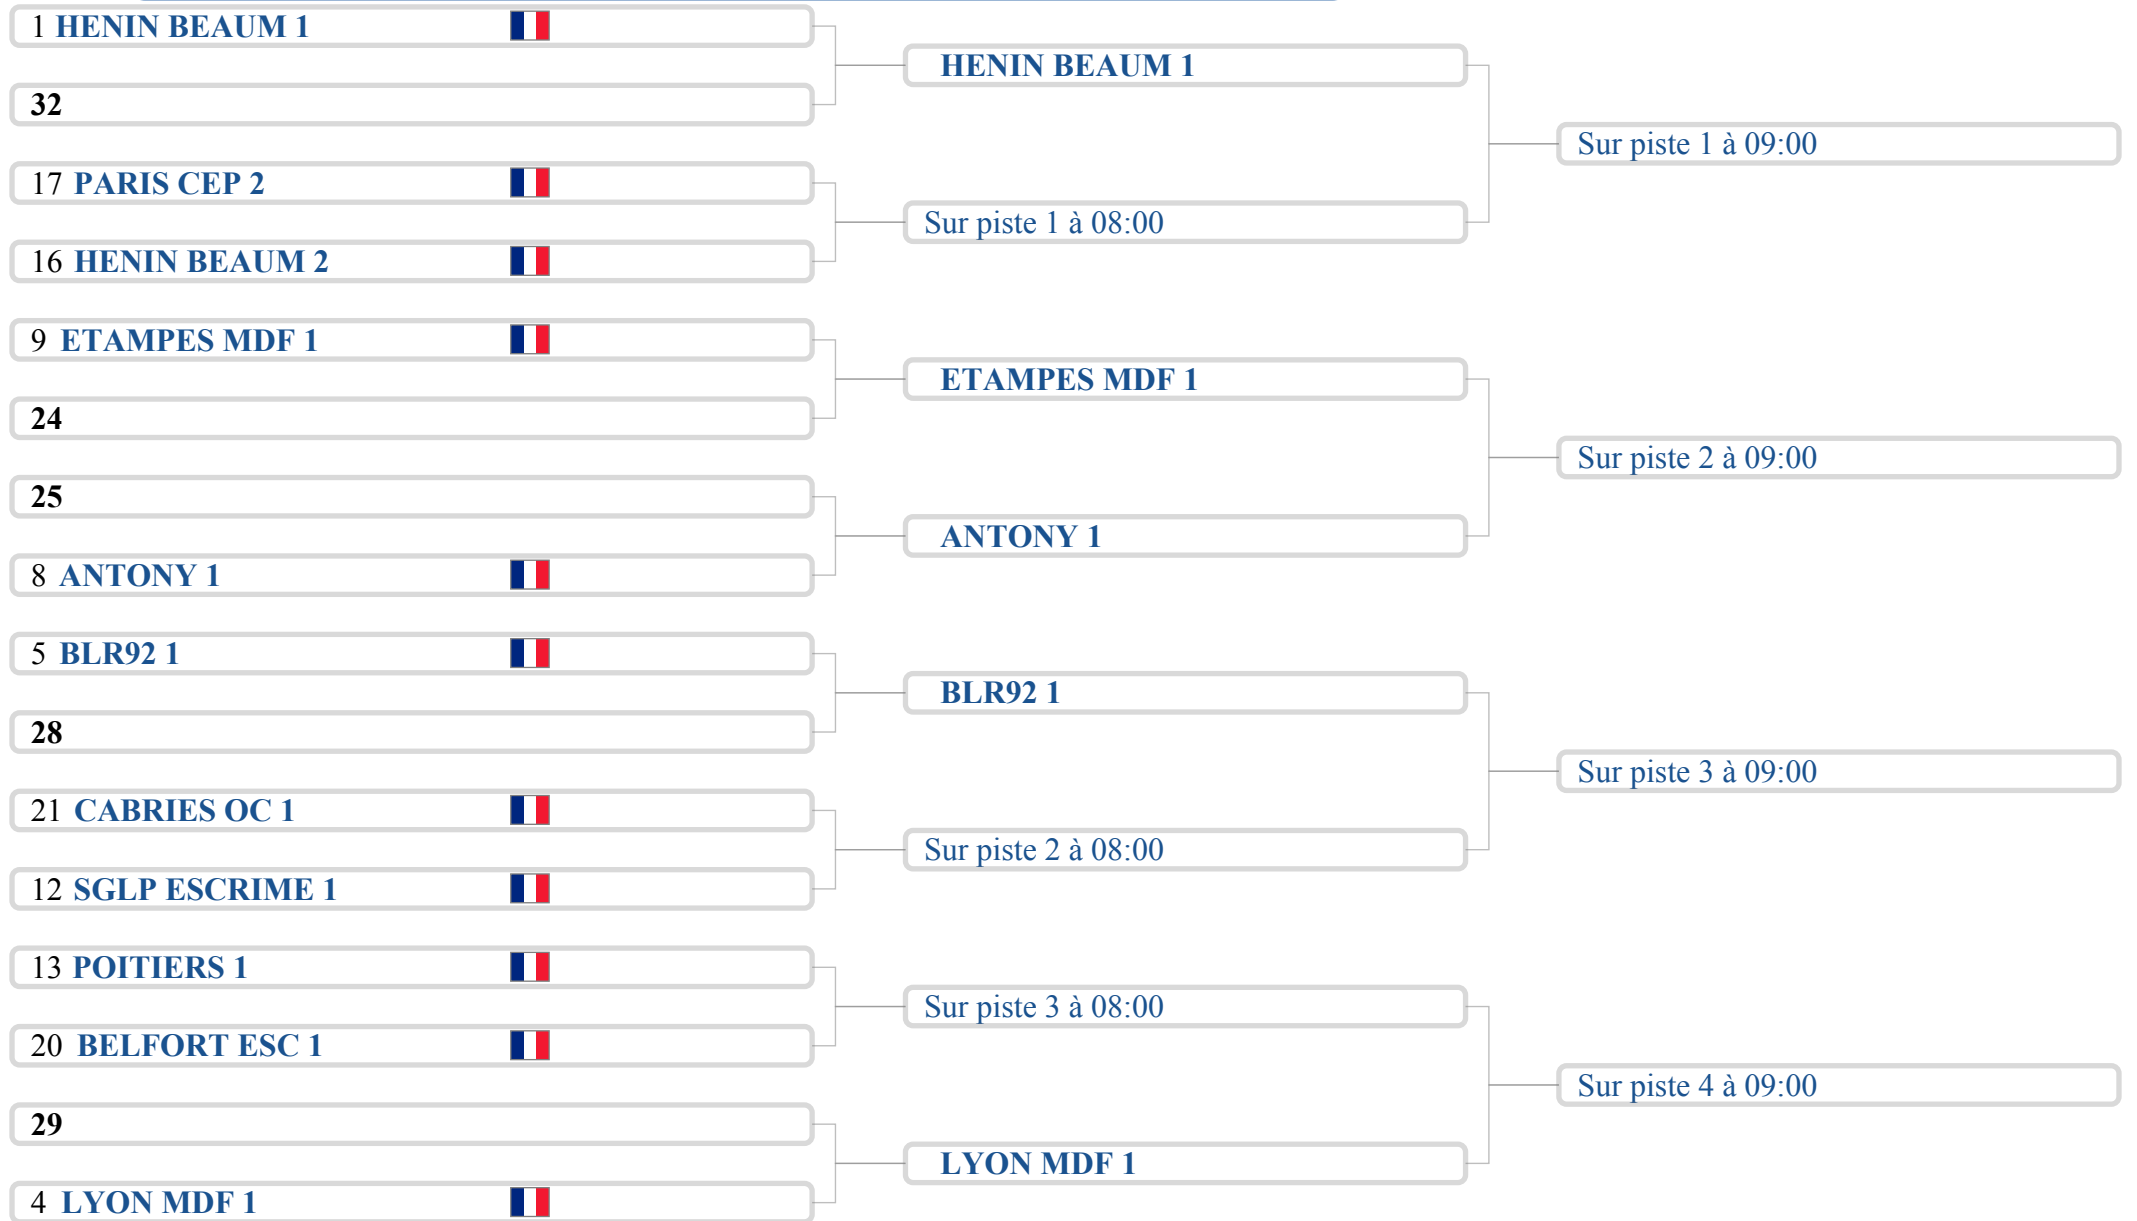 1 HENIN BEAUM 1
32
17 PARIS CEP 2
16 HENIN BEAUM 2
9 ETAMPES MDF 1
24
25
8 ANTONY 1
5 BLR92 1
28
21 CABRIES OC 1
12 SGLP ESCRIME 1
13 POITIERS 1
20 BELFORT ESC 1
29
4 LYON MDF 1
HENIN BEAUM 1
Sur piste 1 à 08:00
ETAMPES MDF 1
ANTONY 1
BLR92 1
Sur piste 2 à 08:00
Sur piste 3 à 08:00
LYON MDF 1
Sur piste 1 à 09:00
Sur piste 2 à 09:00
Sur piste 3 à 09:00
Sur piste 4 à 09:00